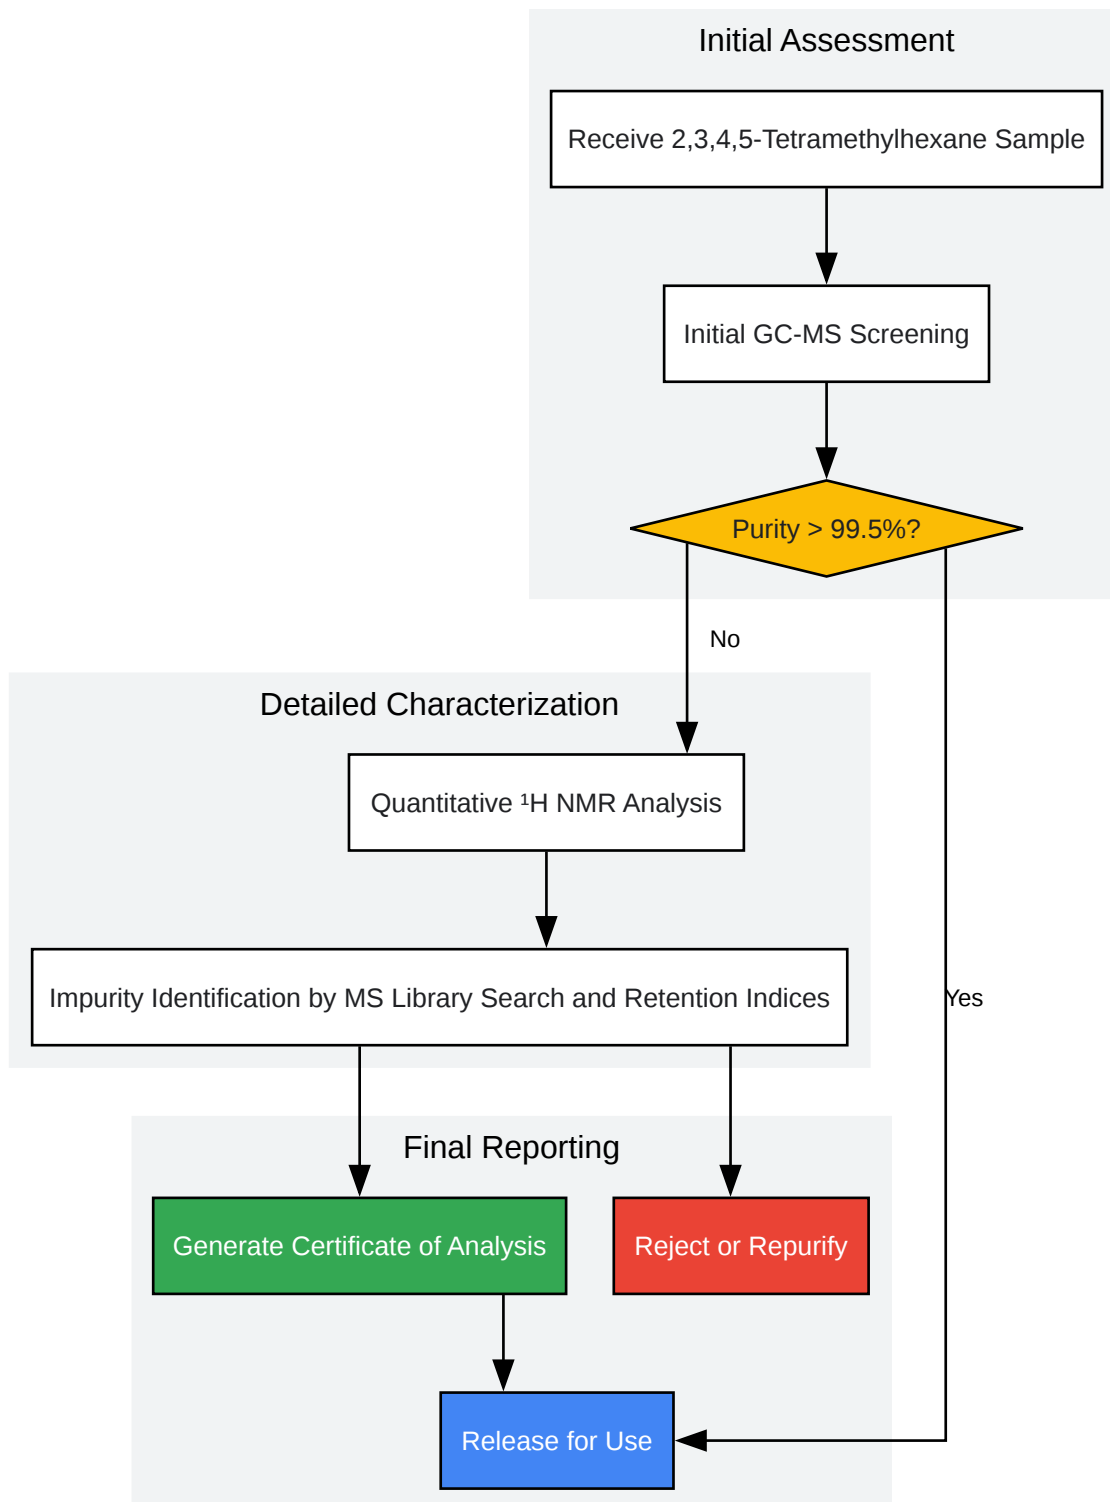 Initial Assessment
Receive 2,3,4,5-Tetramethylhexane Sample
Initial GC-MS Screening
Purity > 99.5%?
No
Detailed Characterization
Quantitative ¹H NMR Analysis
Impurity Identification by MS Library Search and Retention Indices
Yes
Final Reporting
Generate Certificate of Analysis
Reject or Repurify
Release for Use